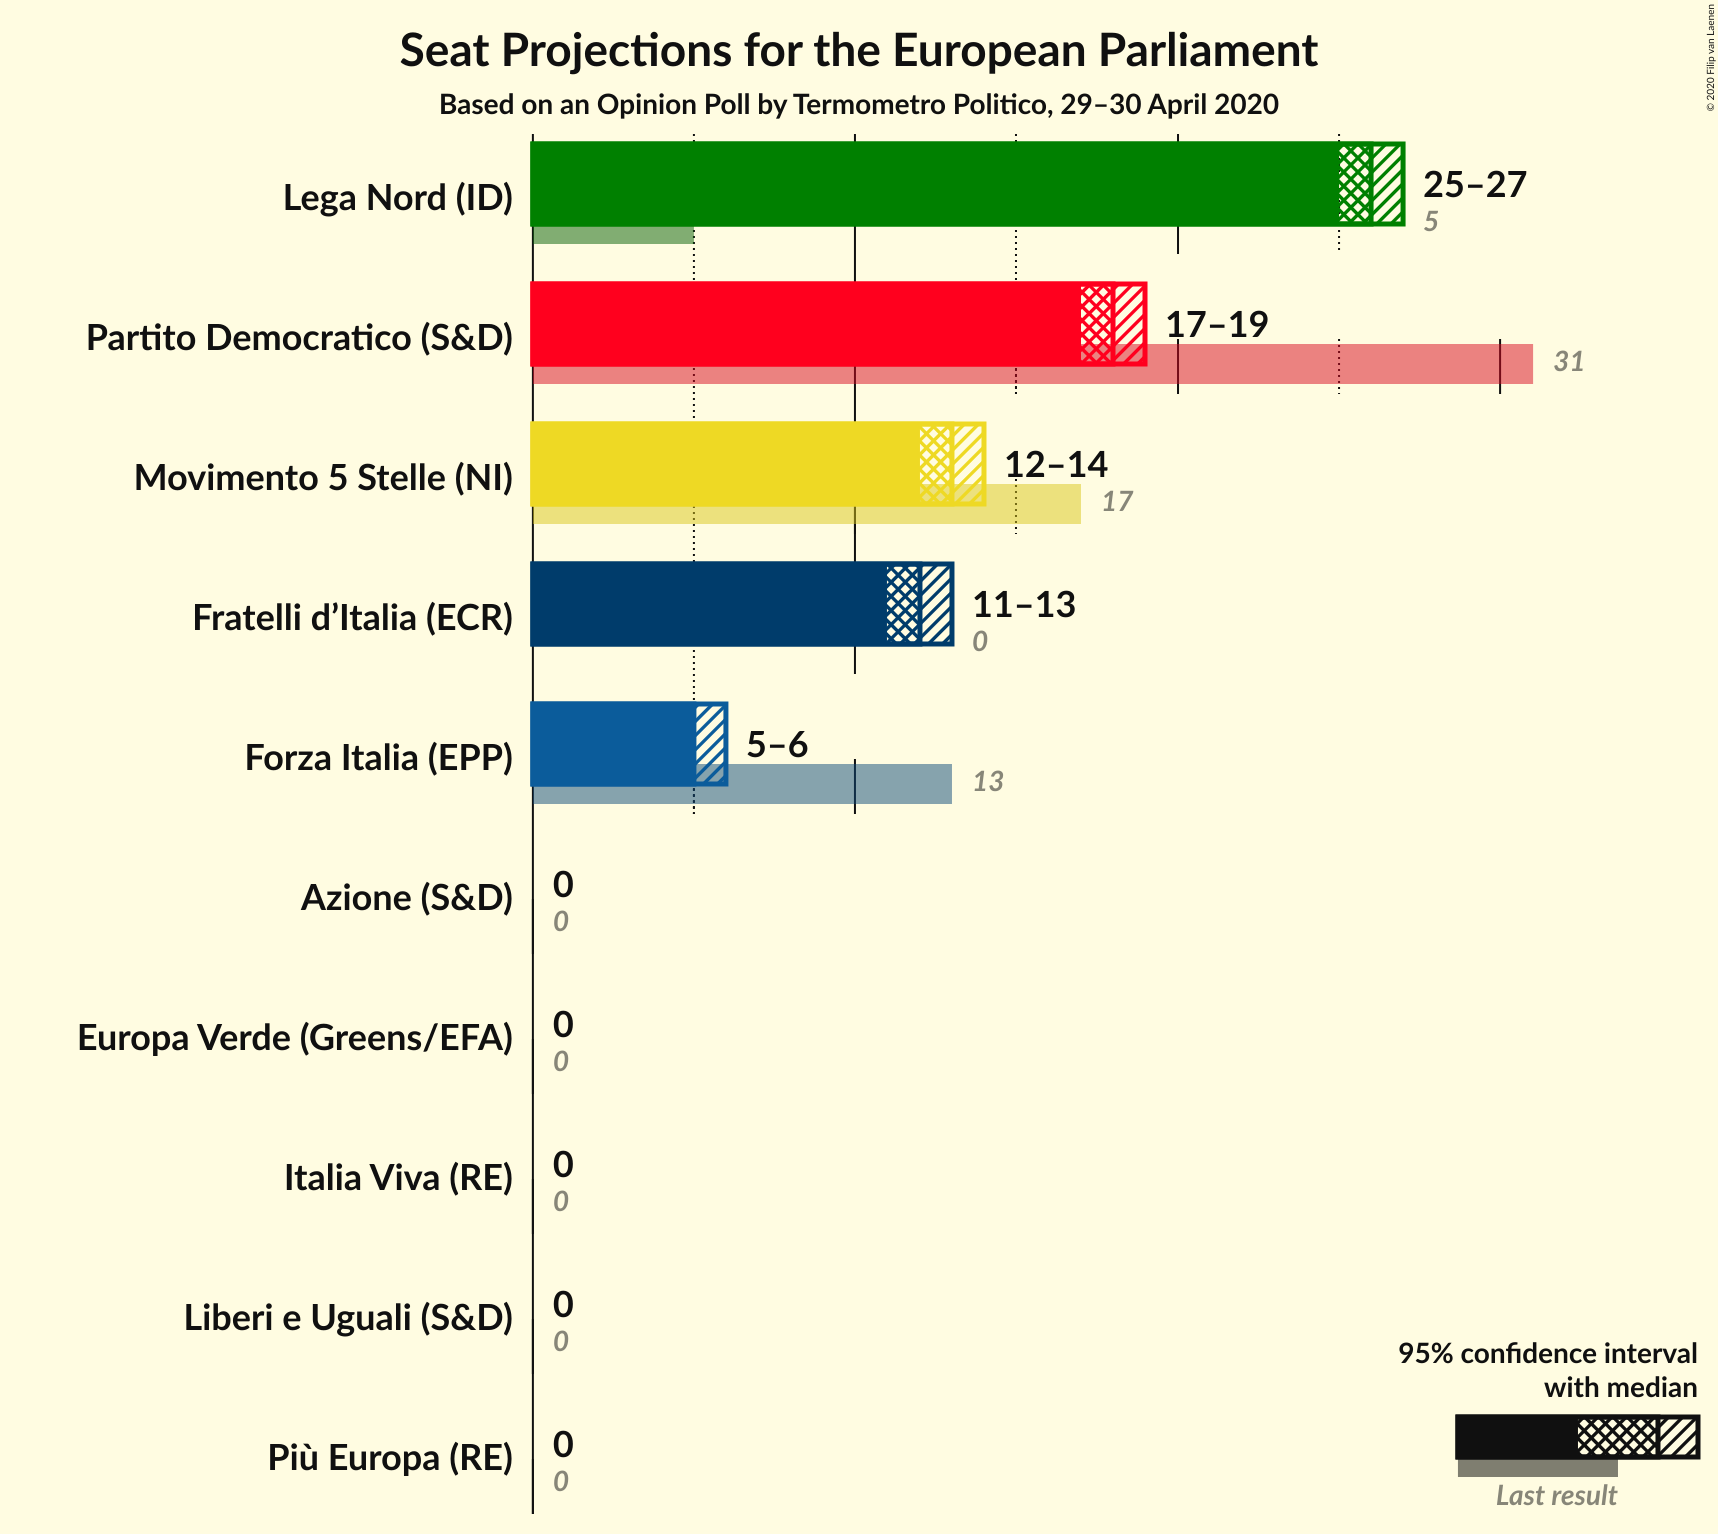 Seat Projections for the European Parliament
Based on an Opinion Poll by Termometro Politico, 29–30 April 2020
© 2020 Filip van Laenen
Lega Nord (ID)
25–27
5
Partito Democratico (S&D)
17–19
31
Movimento 5 Stelle (NI)
12–14
17
Fratelli d’Italia (ECR)
11–13
0
Forza Italia (EPP)
5–6
13
Azione (S&D)
0
0
Europa Verde (Greens/EFA)
0
0
Italia Viva (RE)
0
0
Liberi e Uguali (S&D)
0
0
Più Europa (RE)
0
0
95% confidence interval
with median
Last result